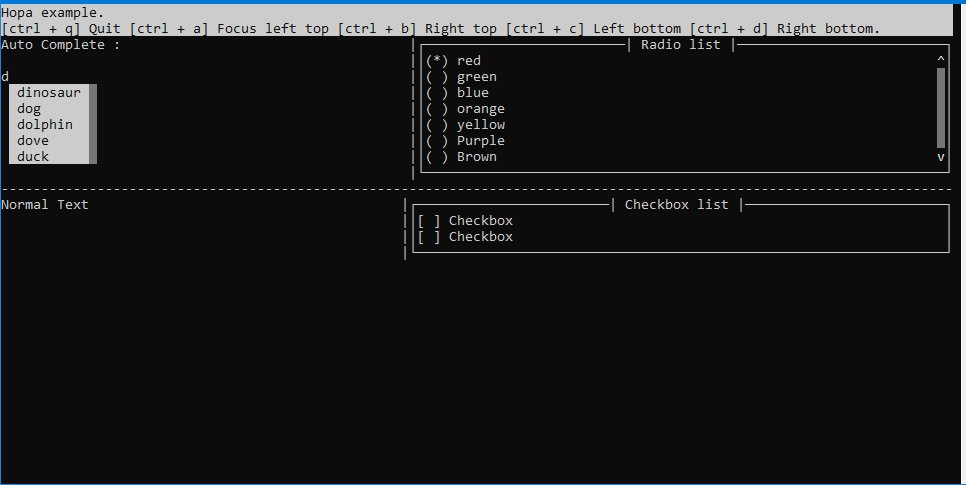 Hopa example.
[ctrl + q] Quit [ctrl + a] Focus left top [ctrl + b] Right top [ctrl + c] Left bottom [ctrl + d] Right bottom.
Auto Complete :
d
dinosaur
dog
dolphin
dove
duck
| Radio list |
(*) red ^
( ) green
( ) blue
( ) orange
( ) yellow
( ) Purple
( ) Brown v
Normal Text
| Checkbox list |
[ ] Checkbox
[ ] Checkbox